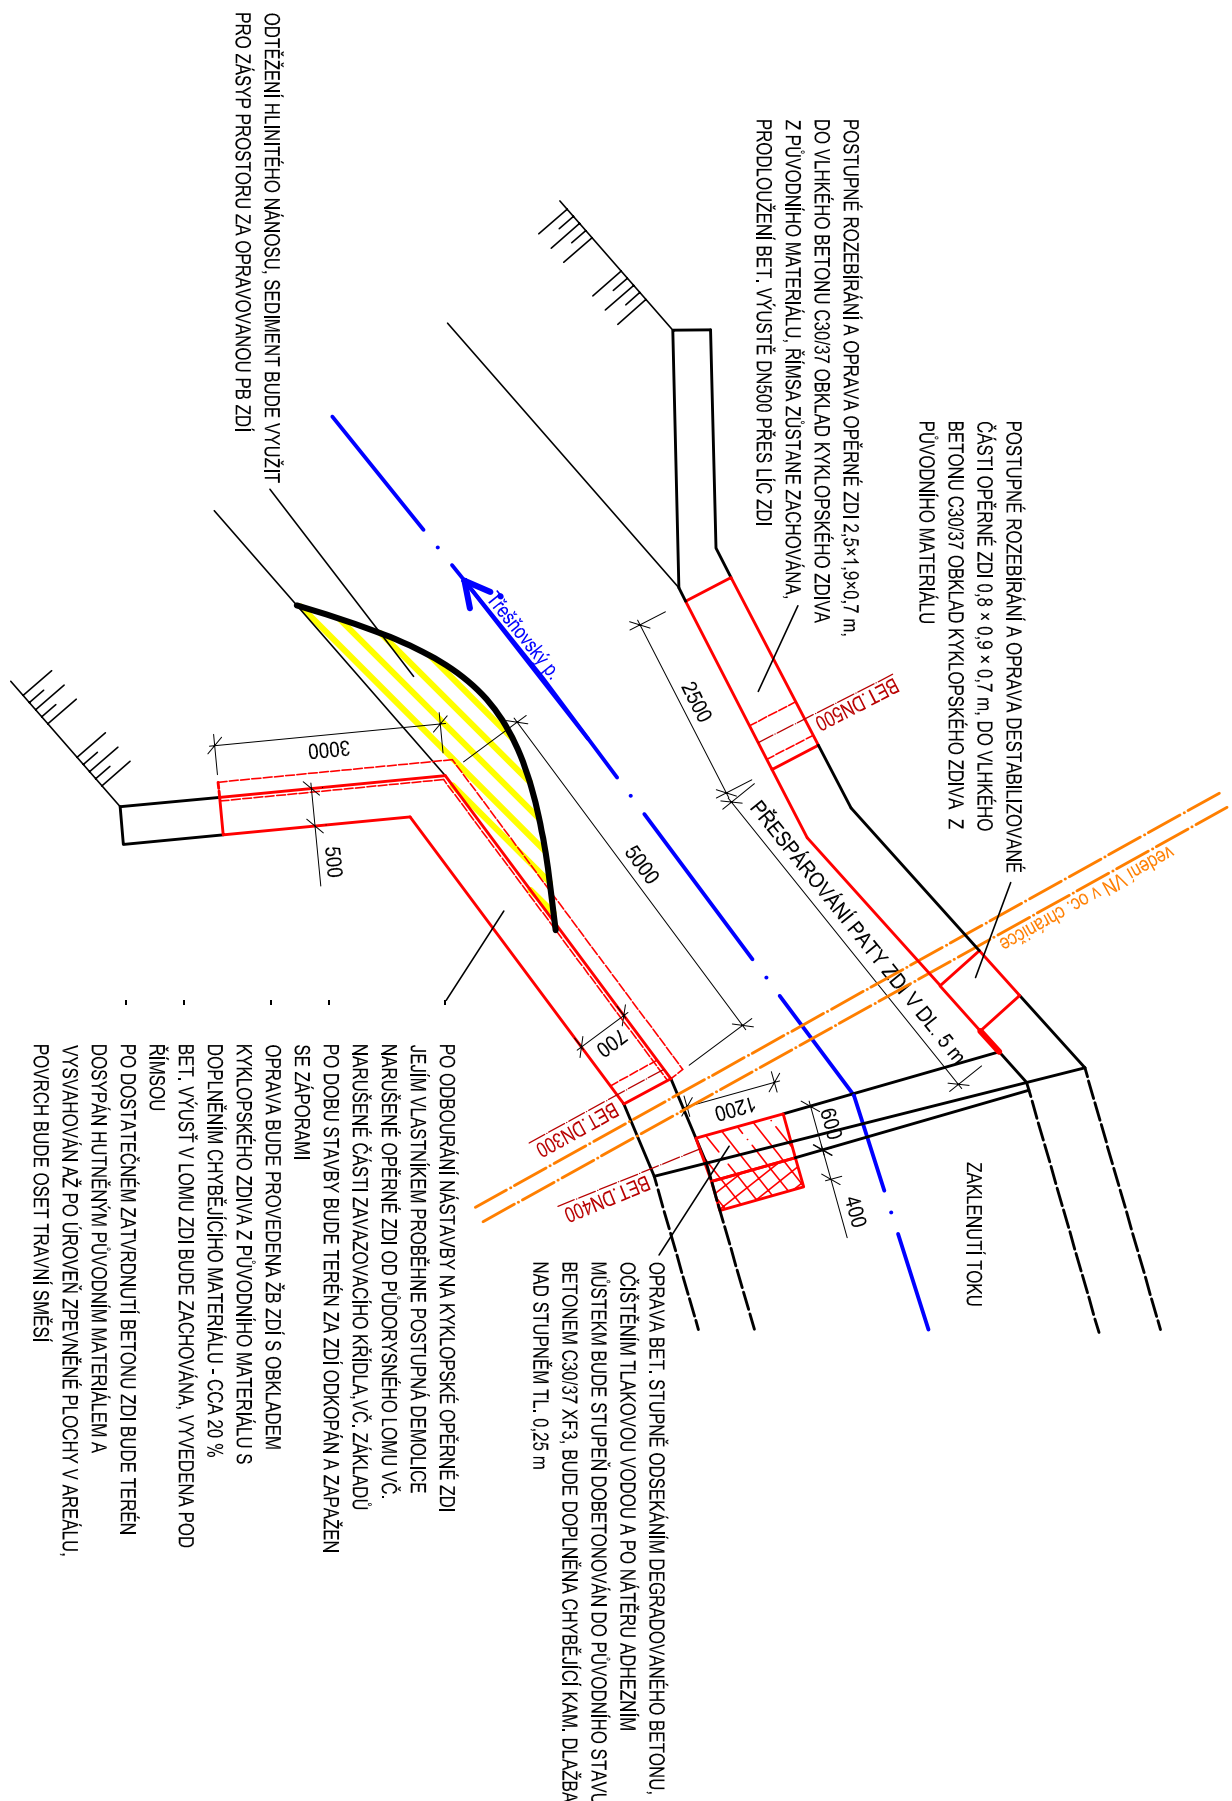 POSTUPNÉ ROZEBÍRÁNÍ A OPRAVA DESTABILIZOVANÉ
ČÁSTI OPĚRNÉ ZDI 0,8 × 0,9 × 0,7 m, DO VLHKÉHO
BETONU C30/37 OBKLAD KYKLOPSKÉHO ZDIVA Z
PŮVODNÍHO MATERIÁLU
POSTUPNÉ ROZEBÍRÁNÍ A OPRAVA OPĚRNÉ ZDI 2,5×1,9×0,7 m,
DO VLHKÉHO BETONU C30/37 OBKLAD KYKLOPSKÉHO ZDIVA
Z PŮVODNÍHO MATERIÁLU, ŘÍMSA ZŮSTANE ZACHOVÁNA,
PRODLOUŽENÍ BET. VÝUSTĚ DN500 PŘES LÍC ZDI
ODTĚŽENÍ HLINITÉHO NÁNOSU, SEDIMENT BUDE VYUŽIT
PRO ZÁSYP PROSTORU ZA OPRAVOVANOU PB ZDÍ
vedení VN v oc. chráničce
BET.DN500
2500
PŘESPÁROVÁNÍ PATY ZDI V DL. 5 m
Třešňovský p.
3000
500
5000
700
1200
600
400
BET.DN300
BET.DN400
ZAKLENUTÍ TOKU
OPRAVA BET. STUPNĚ ODSEKÁNÍM DEGRADOVANÉHO BETONU,
OČIŠTĚNÍM TLAKOVOU VODOU A PO NÁTĚRU ADHEZNÍM
MŮSTEKM BUDE STUPEŇ DOBETONOVÁN DO PŮVODNÍHO STAVU
BETONEM C30/37 XF3, BUDE DOPLNĚNA CHYBĚJÍCÍ KAM. DLAŽBA
NAD STUPNĚM TL. 0,25 m
- PO ODBOURÁNÍ NÁSTAVBY NA KYKLOPSKÉ OPĚRNÉ ZDI
JEJÍM VLASTNÍKEM PROBĚHNE POSTUPNÁ DEMOLICE
NARUŠENÉ OPĚRNÉ ZDI OD PŮDORYSNÉHO LOMU VČ.
NARUŠENÉ ČÁSTI ZAVAZOVACÍHO KŘÍDLA,VČ. ZÁKLADŮ
- PO DOBU STAVBY BUDE TERÉN ZA ZDÍ ODKOPÁN A ZAPAŽEN
SE ZÁPORAMI
- OPRAVA BUDE PROVEDENA ŽB ZDÍ S OBKLADEM
KYKLOPSKÉHO ZDIVA Z PŮVODNÍHO MATERIÁLU S
DOPLNĚNÍM CHYBĚJÍCÍHO MATERIÁLU - CCA 20 %
- BET. VÝUSŤ V LOMU ZDI BUDE ZACHOVÁNA, VYVEDENA POD
ŘÍMSOU
- PO DOSTATEČNÉM ZATVRDNUTÍ BETONU ZDI BUDE TERÉN
DOSYPÁN HUTNĚNÝM PŮVODNÍM MATERIÁLEM A
VYSVAHOVÁN AŽ PO ÚROVEŇ ZPEVNĚNÉ PLOCHY V AREÁLU,
POVRCH BUDE OSET TRAVNÍ SMĚSÍ